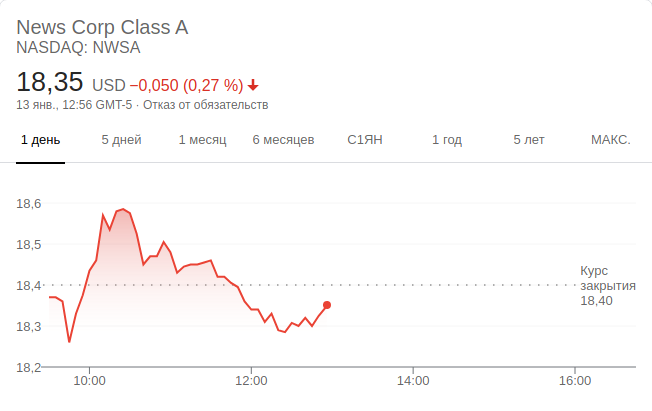 News Corp Class A
NASDAQ: NWSA
18,35 USD −0,050 (0,27 %)
13 янв., 12:56 GMT-5 · Отказ от обязательств
1 день 5 дней 1 месяц 6 месяцев С1ЯН 1 год 5 лет МАКС.
18,6
18,5
18,4
18,3
18,2
Курс
закрытия
18,40
10:00 12:00 14:00 16:00